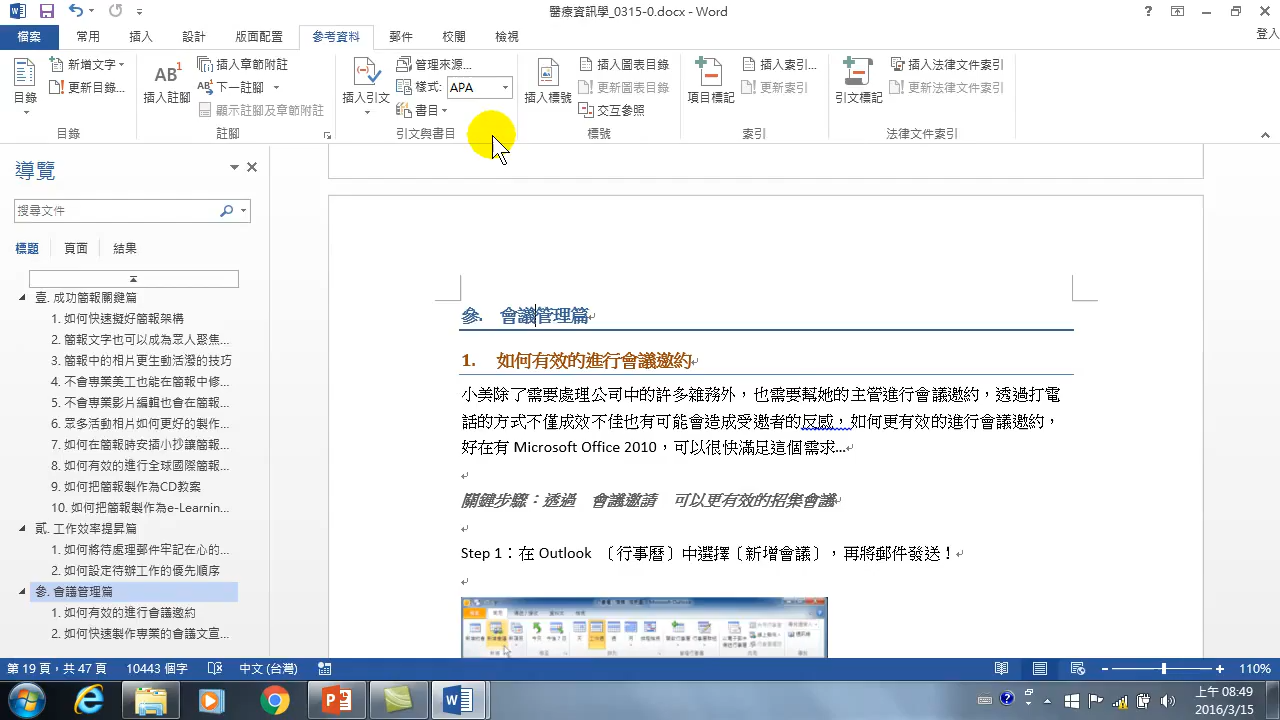 醫療資訊學_0315-0.docx - Word
檔案 常用 插入 設計 版面配置 參考資料 郵件 校閱 檢視 登入
目錄 新增文字 更新目錄... 目錄
AB1 插入註腳 插入章節附註 下一註腳 顯示註腳及章節附註 註腳
插入引文 管理來源... 樣式: APA 書目 引文與書目
插入標號 插入圖表目錄 更新圖表目錄 交互參照 標號
項目標記 插入索引... 更新索引 索引
引文標記 插入法律文件索引 更新法律文件索引 法律文件索引
導覽
搜尋文件
標題 頁面 結果
壹. 成功簡報關鍵篇
1. 如何快速擬好簡報架構
2. 簡報文字也可以成為眾人聚焦...
3. 簡報中的相片更生動活潑的技巧
4. 不會專業美工也能在簡報中修...
5. 不會專業影片編輯也會在簡報...
6. 眾多活動相片如何更好的製作...
7. 如何在簡報時安插小抄讓簡報...
8. 如何有效的進行全球國際簡報...
9. 如何把簡報製作為CD教案
10. 如何把簡報製作為e-Learnin...
貳. 工作效率提昇篇
1. 如何將待處理郵件牢記在心的...
2. 如何設定待辦工作的優先順序
參. 會議管理篇
1. 如何有效的進行會議邀約
2. 如何快速製作專業的會議文宣...
參. 會議管理篇
1. 如何有效的進行會議邀約
小姜除了需要處理公司中的許多雜務外，也需要幫她的主管進行會議邀約，透過打電
話的方式不僅成效不佳也有可能會造成受邀者的反感，如何更有效的進行會議邀約，
好在有 Microsoft Office 2010，可以很快滿足這個需求...
關鍵步驟：透過 會議邀請 可以更有效的招集會議
Step 1：在 Outlook 〔行事曆〕中選擇〔新增會議〕，再將郵件發送！
第 19 頁，共 47 頁 10443 個字 中文 (台灣) 110%
上午 08:49
2016/3/15